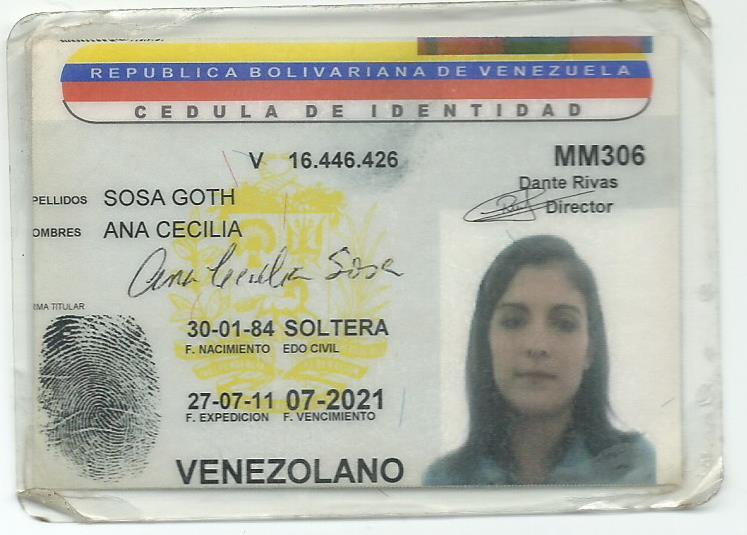 REPUBLICA BOLIVARIANA DE VENEZUELA
CEDULA DE IDENTIDAD
V 16.446.426
MM306
Dante Rivas
Director
PELLIDOS SOSA GOTH
OMBRES ANA CECILIA
Ana Cecilia Sosa
RMA TITULAR
30-01-84 SOLTERA
F. NACIMIENTO EDO CIVIL
27-07-11 07-2021
F. EXPEDICION F. VENCIMIENTO
VENEZOLANO